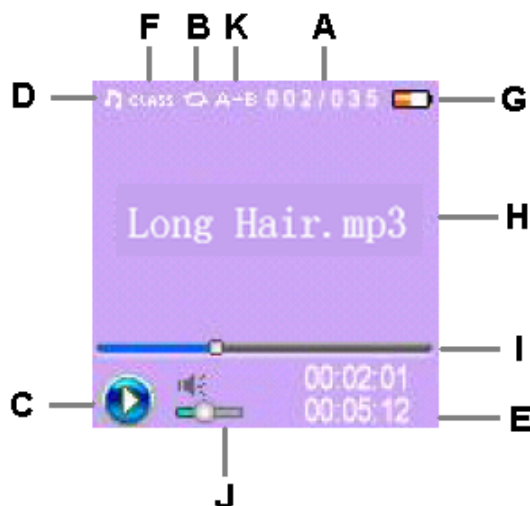 F B K A
D CLASS A-B 002/035 G
Long Hair.mp3 H
I
C 00:02:01
00:05:12 E
J